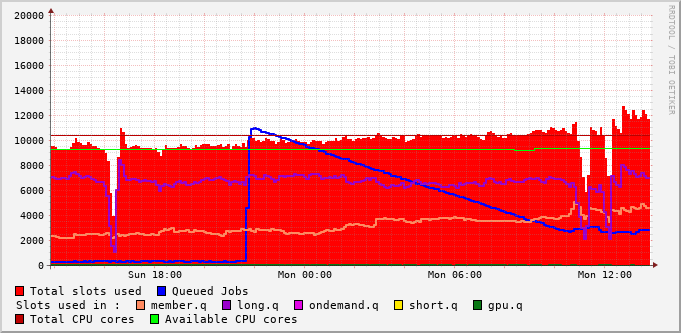 20000
18000
16000
14000
12000
10000
8000
6000
4000
2000
0
Sun 18:00 Mon 00:00 Mon 06:00 Mon 12:00
RRDTOOL / TOBI OETIKER
Total slots used Queued Jobs
Slots used in : member.q long.q ondemand.q short.q gpu.q
Total CPU cores Available CPU cores